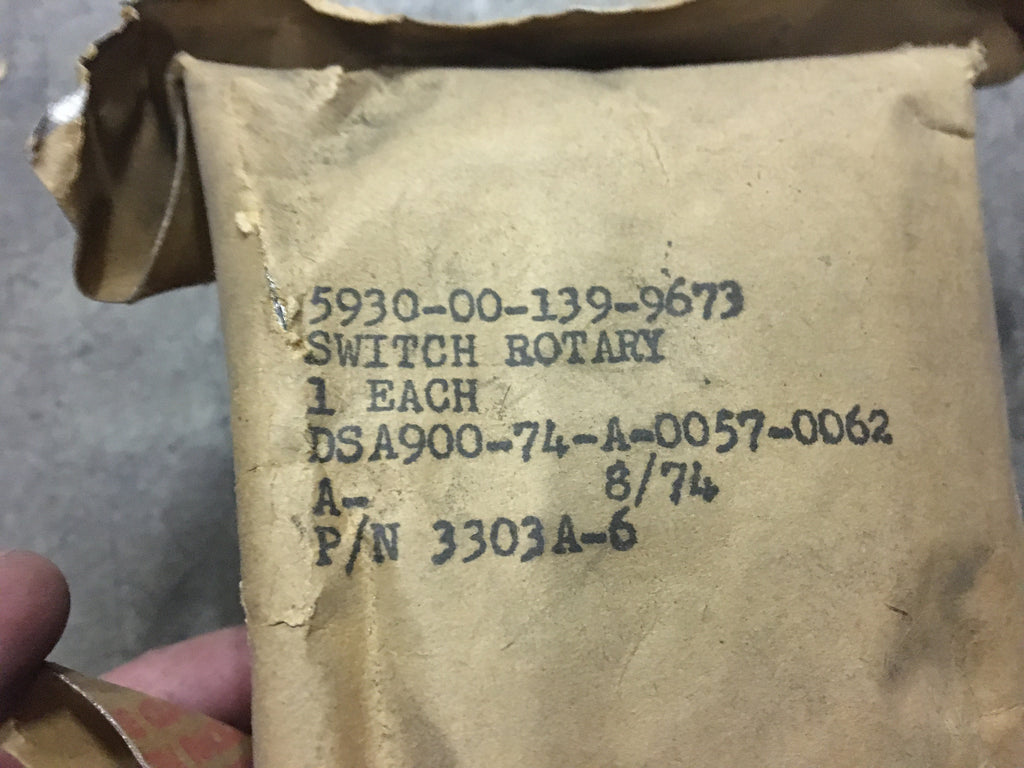 5930-00-139-9673
SWITCH ROTARY
1 EACH
DSA900-74-A-0057-0062
A- 8/74
P/N 3303A-6